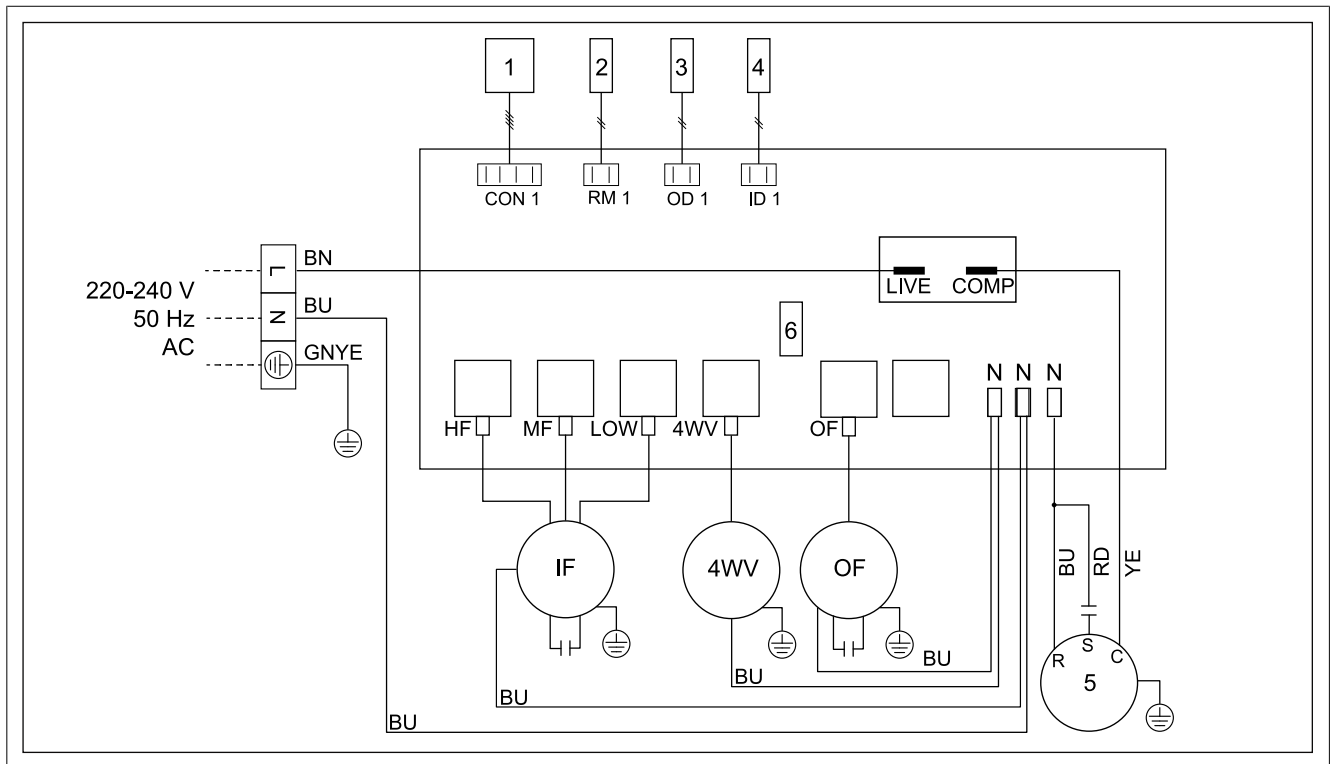 1 2 3 4
CON 1 RM 1 OD 1 ID 1
L BN
LIVE COMP
220-240 V
N BU
50 Hz
6
AC
GNYE
N N N
HF MF LOW 4WV OF
BU RD YE
IF 4WV OF
S
R C
BU
5
BU
BU
BU